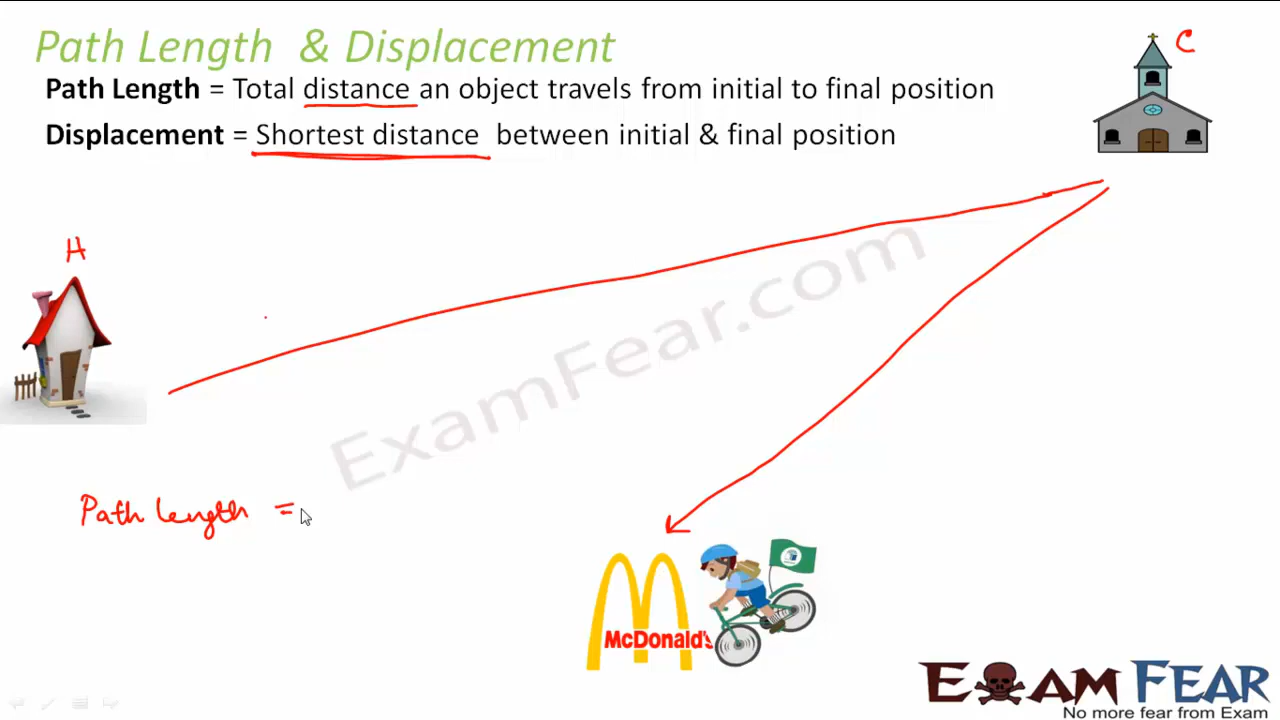 Path Length & Displacement
Path Length = Total distance an object travels from initial to final position
Displacement = Shortest distance between initial & final position
C
H
ExamFear.com
Path length =
McDonald's
EXAM FEAR
No more fear from Exam